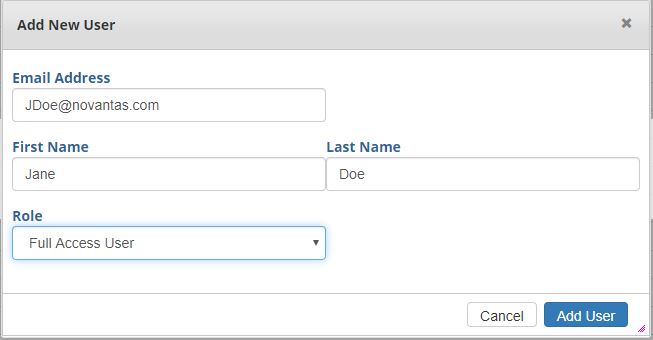 Add New User
Email Address
JDoe@novantas.com
First Name Last Name
Jane Doe
Role
Full Access User
Cancel Add User